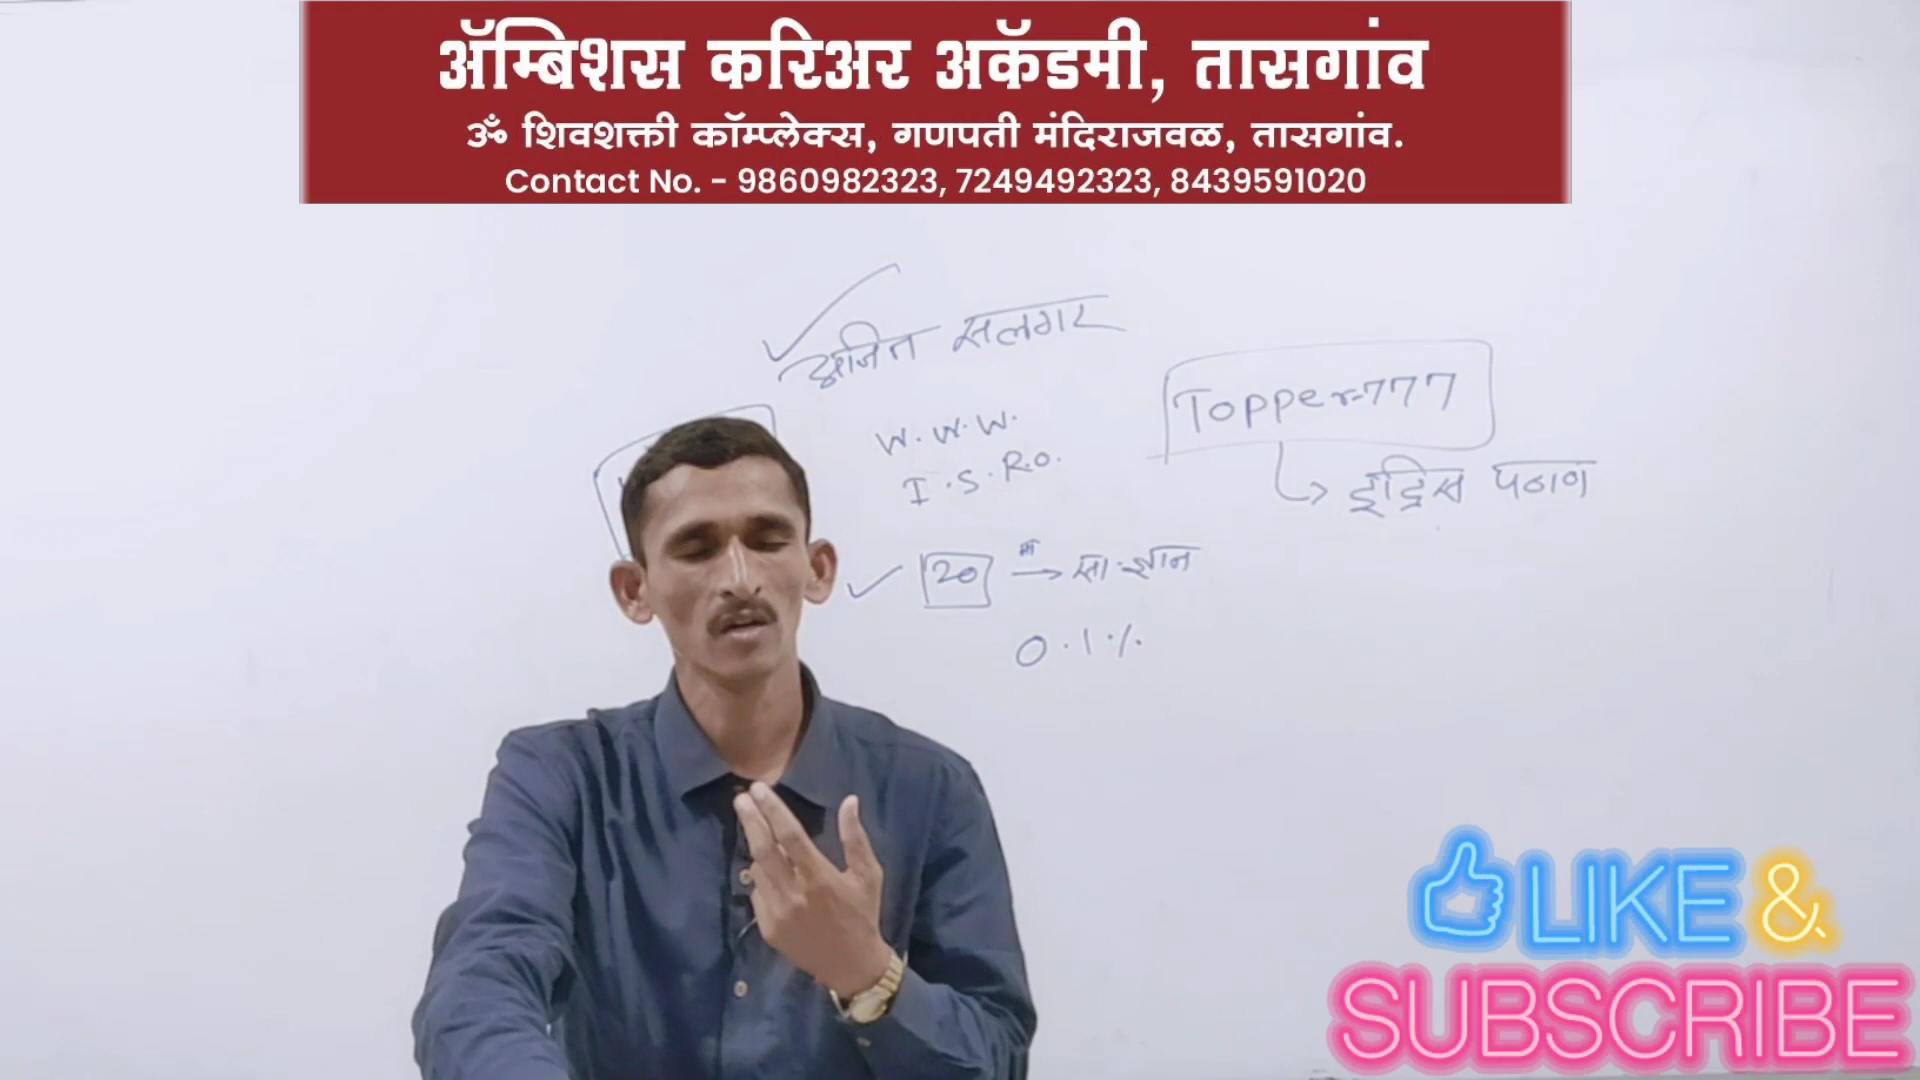 ॲम्बिशस करिअर अकॅडमी, तासगांव
ॐ शिवशक्ती कॉम्प्लेक्स, गणपती मंदिराजवळ, तासगांव.
Contact No. - 9860982323, 7249492323, 8439591020
अजित सलगर
W. W. W.
I.S.R.O.
Topper-777
इद्रिस पठाण
20 → सा.ज्ञान
0.1%
LIKE &
SUBSCRIBE